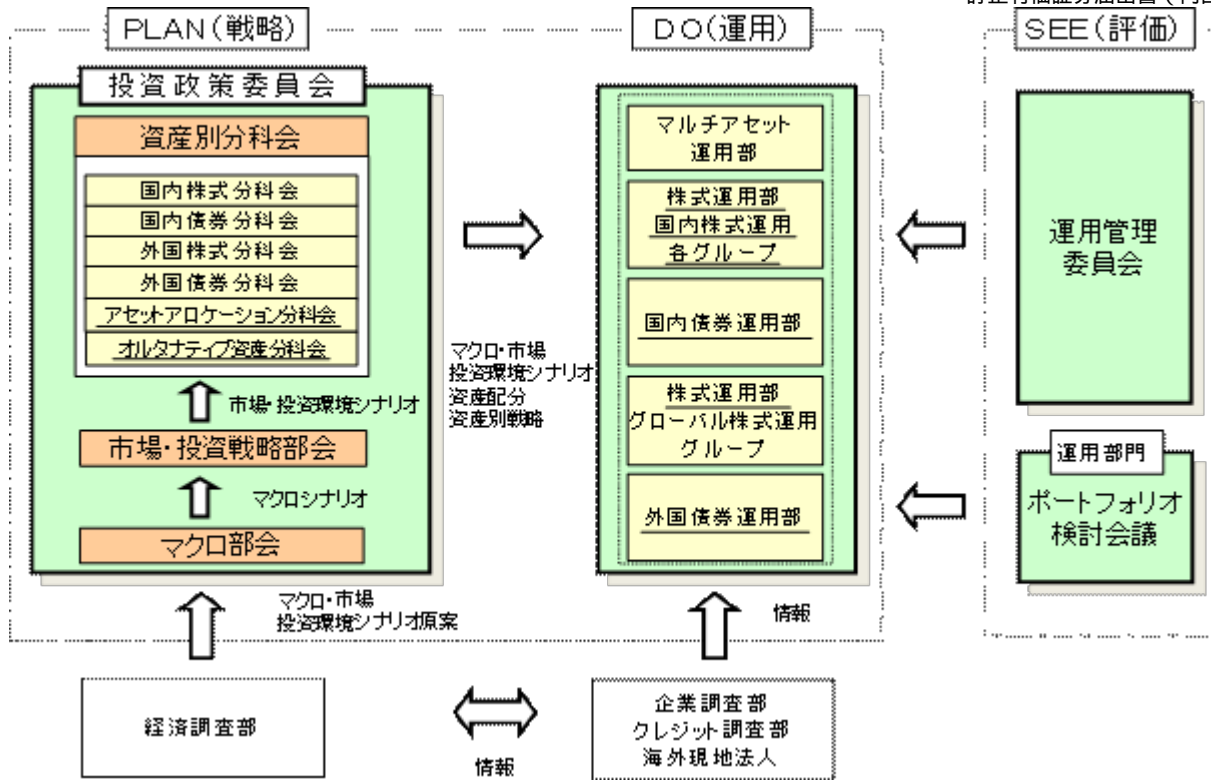 PLAN(戦略)
投資政策委員会
資産別分科会
国内株式分科会
国内債券分科会
外国株式分科会
外国債券分科会
アセットアロケーション分科会
オルタナティブ資産分科会
市場・投資環境シナリオ
市場・投資戦略部会
マクロシナリオ
マクロ部会
マクロ・市場
投資環境シナリオ原案
経済調査部
マクロ・市場
投資環境シナリオ
資産配分
資産別戦略
情報
DO(運用)
マルチアセット
運用部
株式運用部
国内株式運用
各グループ
国内債券運用部
株式運用部
グローバル株式運用
グループ
外国債券運用部
情報
企業調査部
クレジット調査部
海外現地法人
SEE(評価)
運用管理
委員会
運用部門
ポートフォリオ
検討会議